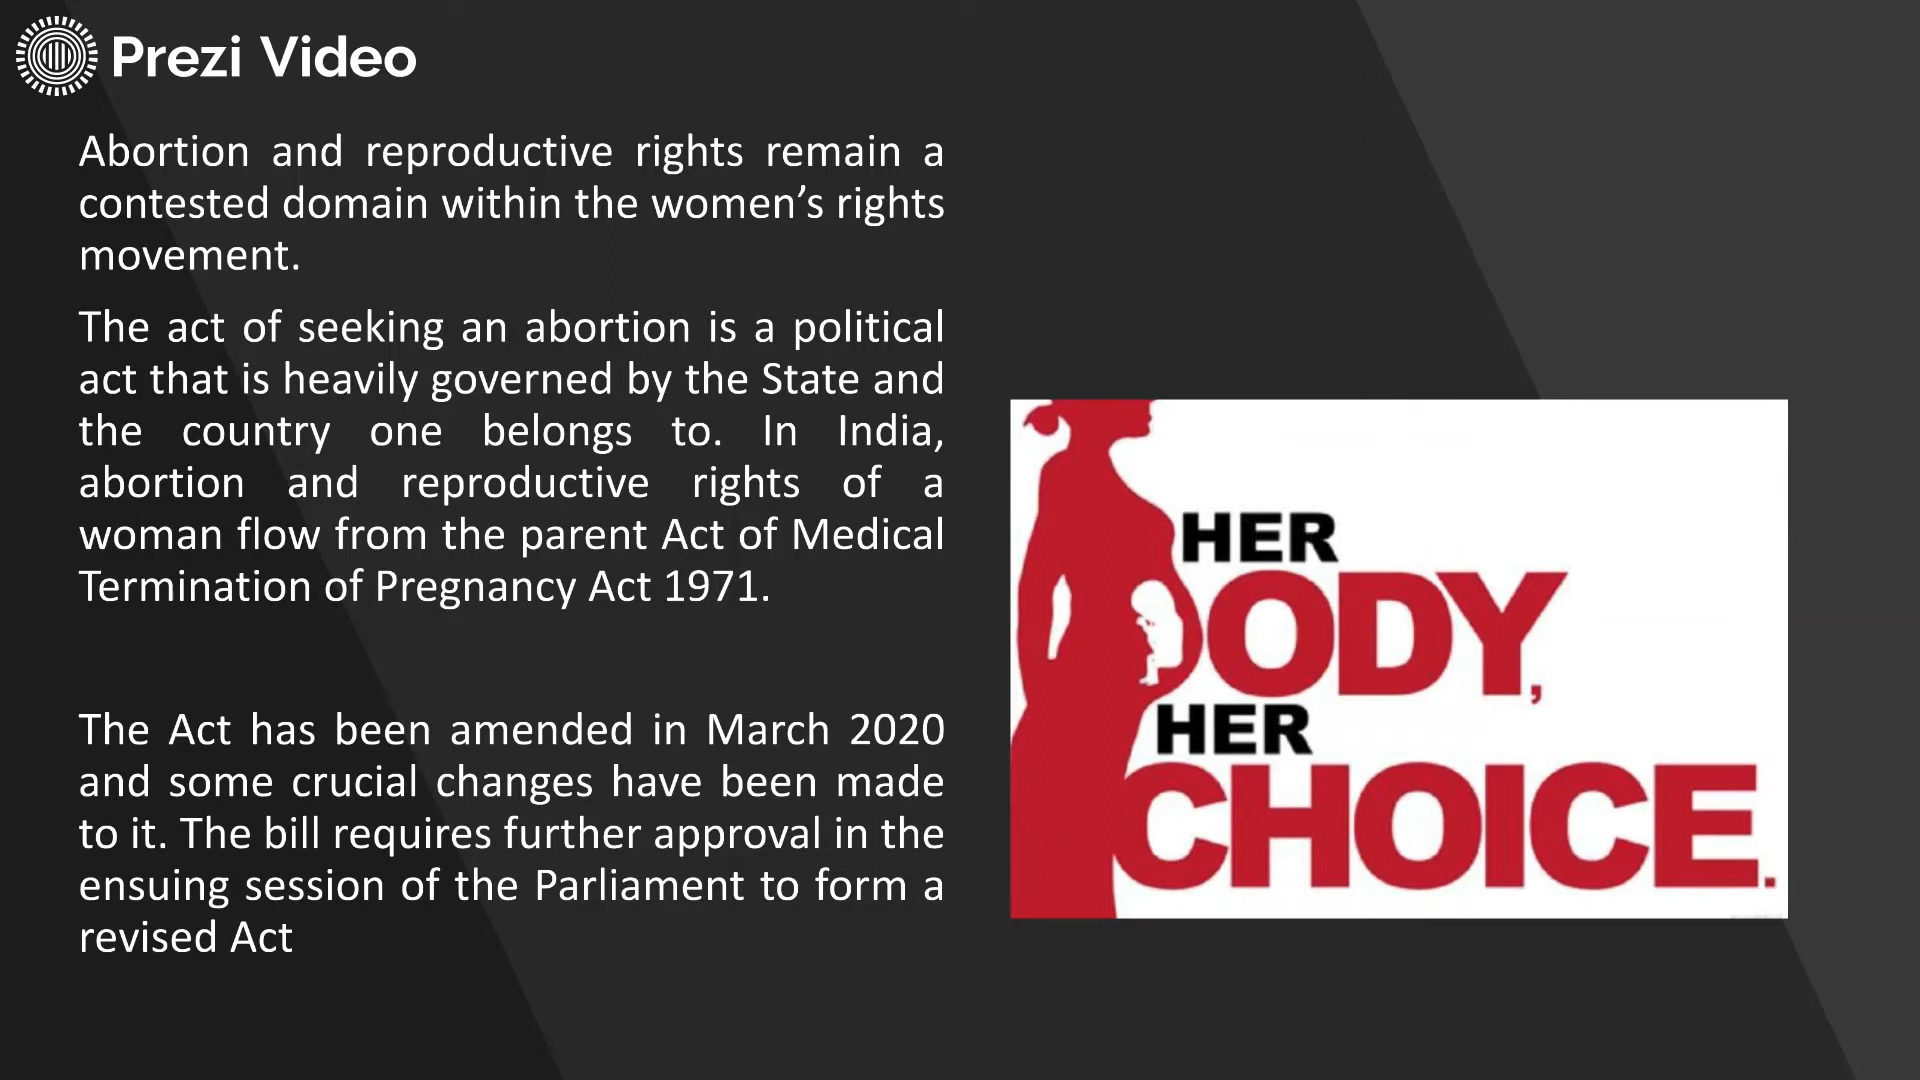 Prezi Video
Abortion and reproductive rights remain a
contested domain within the women’s rights
movement.
The act of seeking an abortion is a political
act that is heavily governed by the State and
the country one belongs to. In India,
abortion and reproductive rights of a
woman flow from the parent Act of Medical
Termination of Pregnancy Act 1971.
The Act has been amended in March 2020
and some crucial changes have been made
to it. The bill requires further approval in the
ensuing session of the Parliament to form a
revised Act
HER
BODY,
HER
CHOICE.